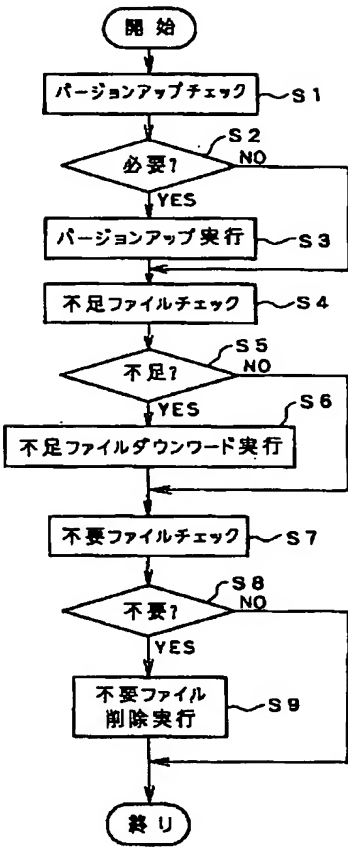 開始
バージョンアップチェック
S1
S2
必要?
NO
YES
バージョンアップ実行
S3
不足ファイルチェック
S4
S5
不足?
NO
YES
S6
不足ファイルダウンワード実行
不要ファイルチェック
S7
S8
不要?
NO
YES
不要ファイル
削除実行
S9
終り